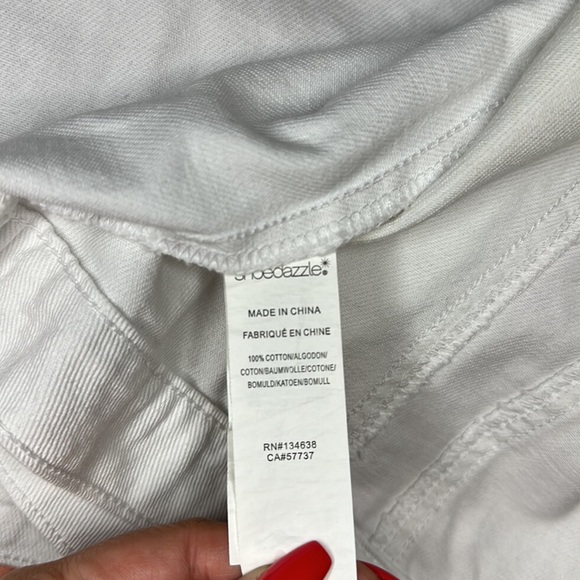 shoedazzle
MADE IN CHINA
FABRIQUÉ EN CHINE
100% COTTON/ALGODON/
COTON/BAUMWOLLE/COTONE/
BOMULD/KATOEN/BOMULL
RN#134638
CA#57737